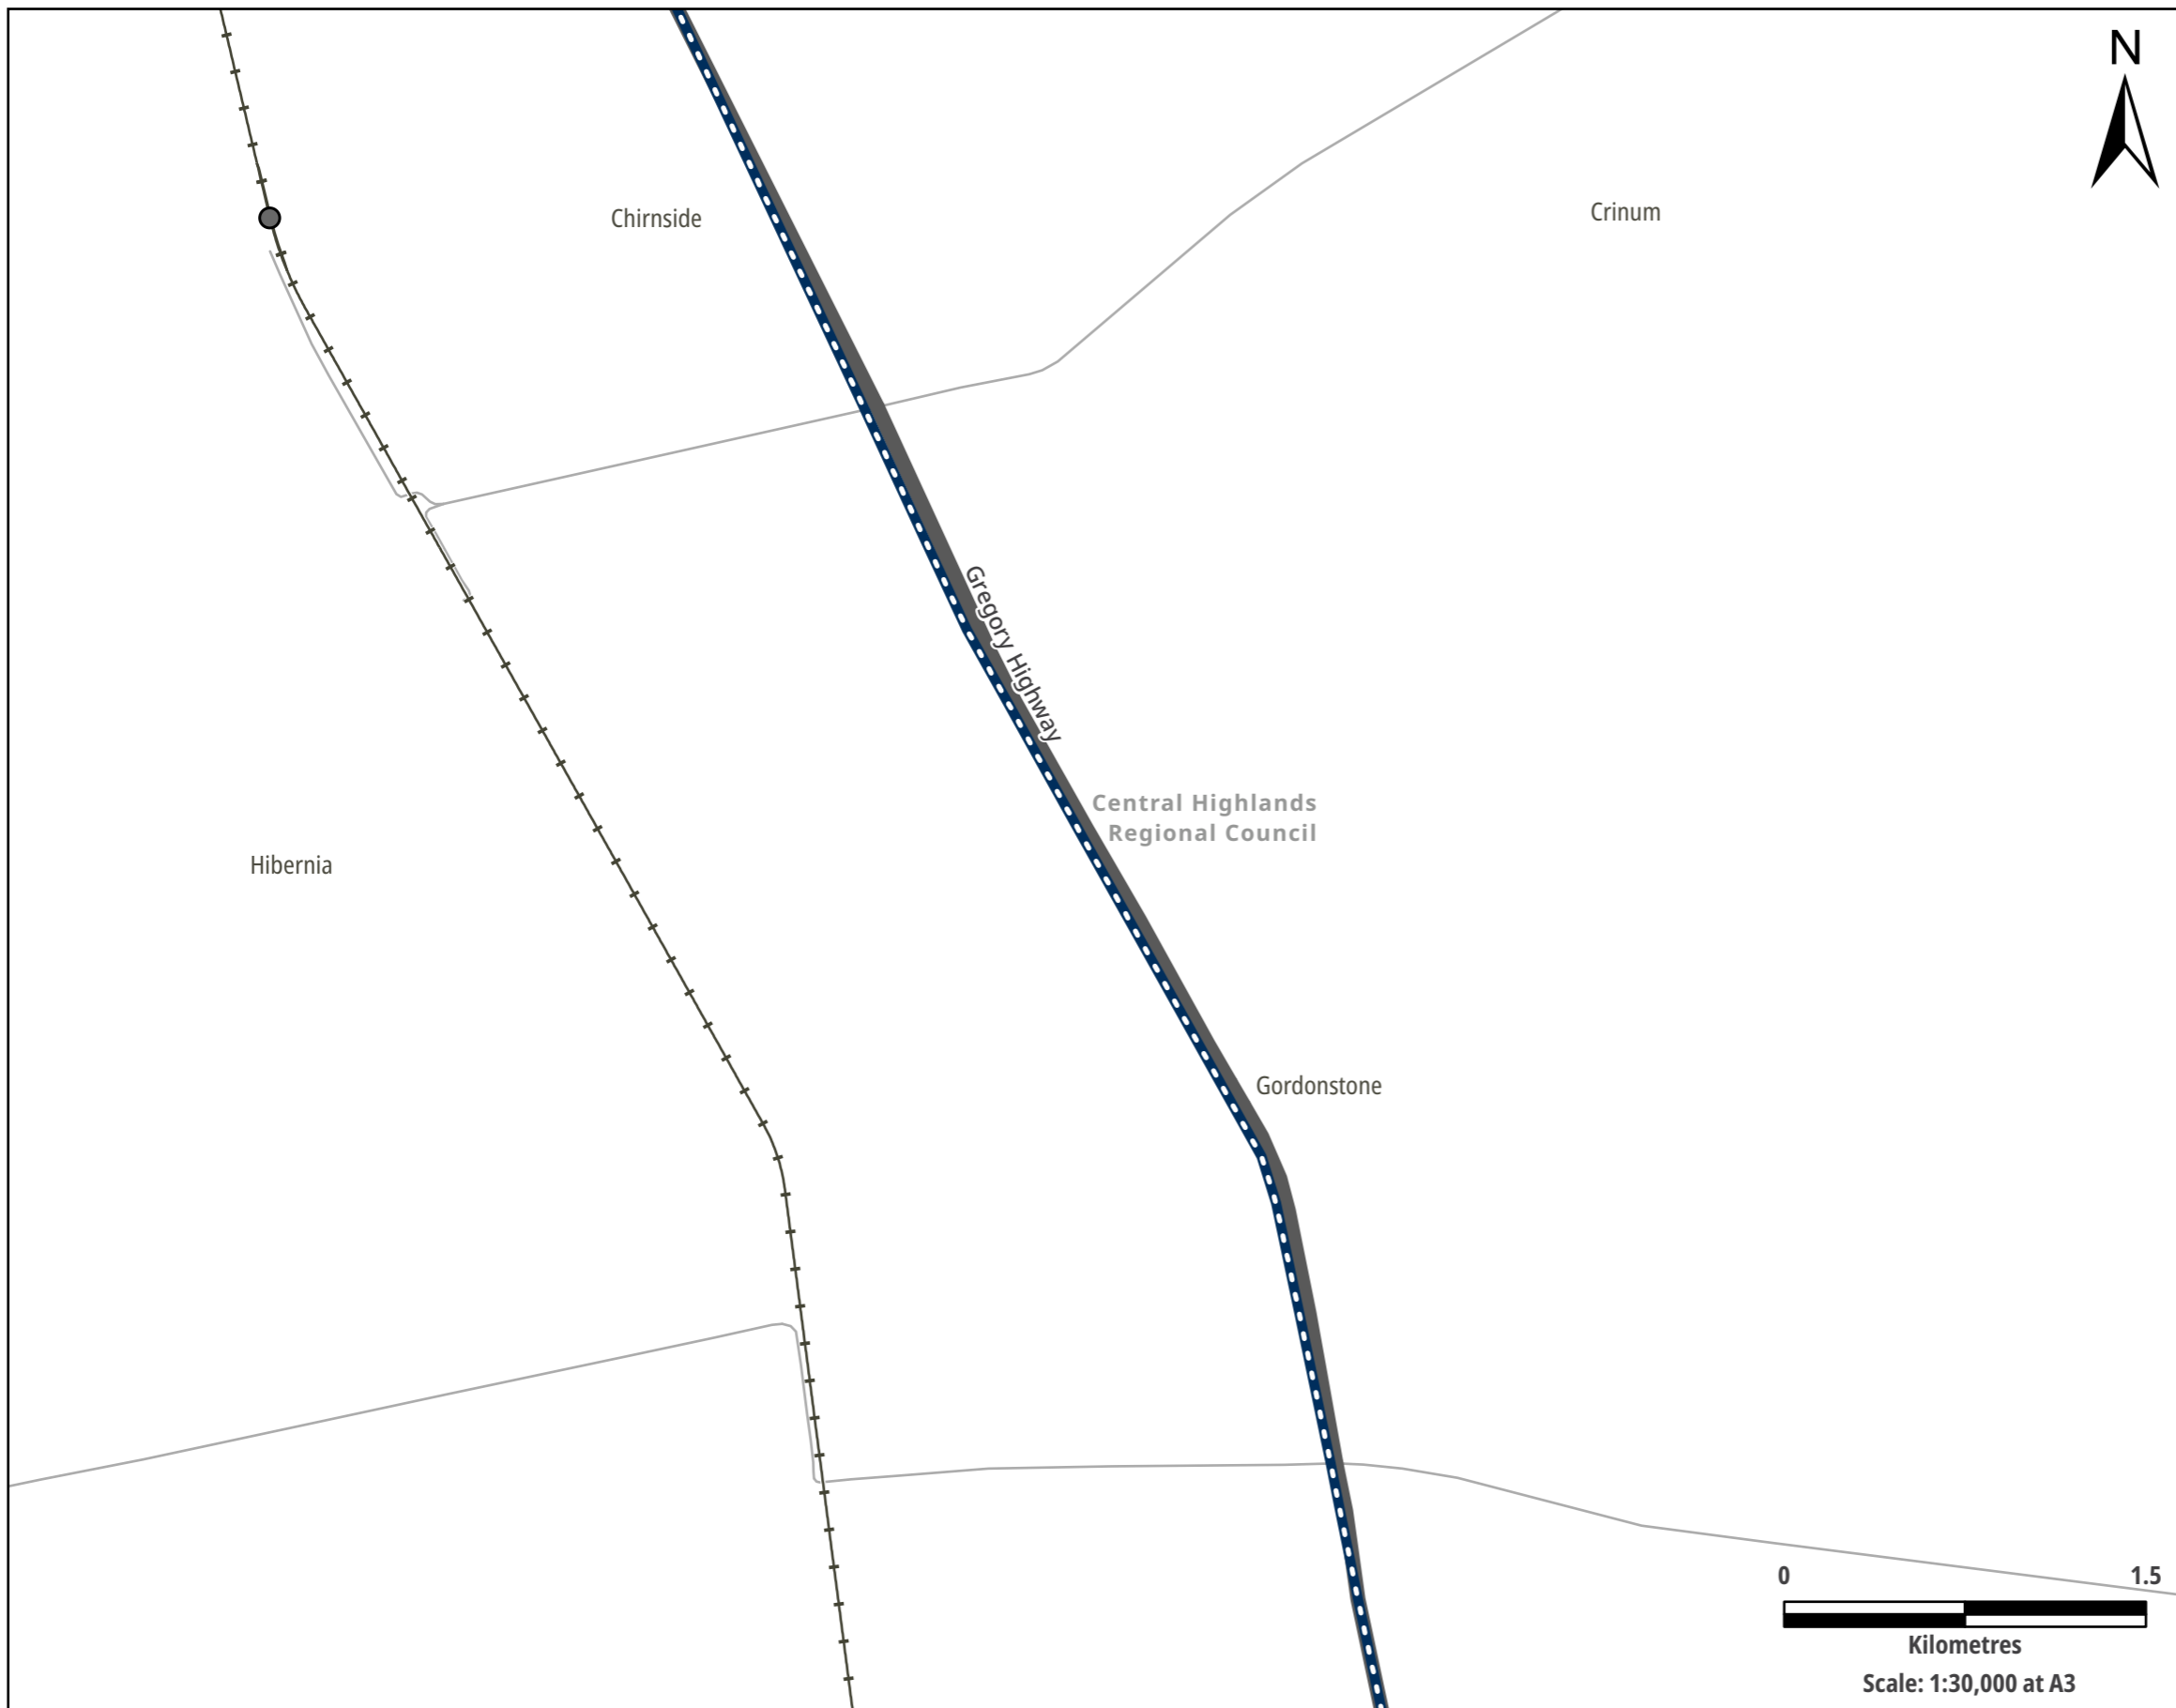 N
Chirnside
Crinum
Gregory Highway
Central Highlands
Regional Council
Hibernia
Gordonstone
0 1.5
Kilometres
Scale: 1:30,000 at A3